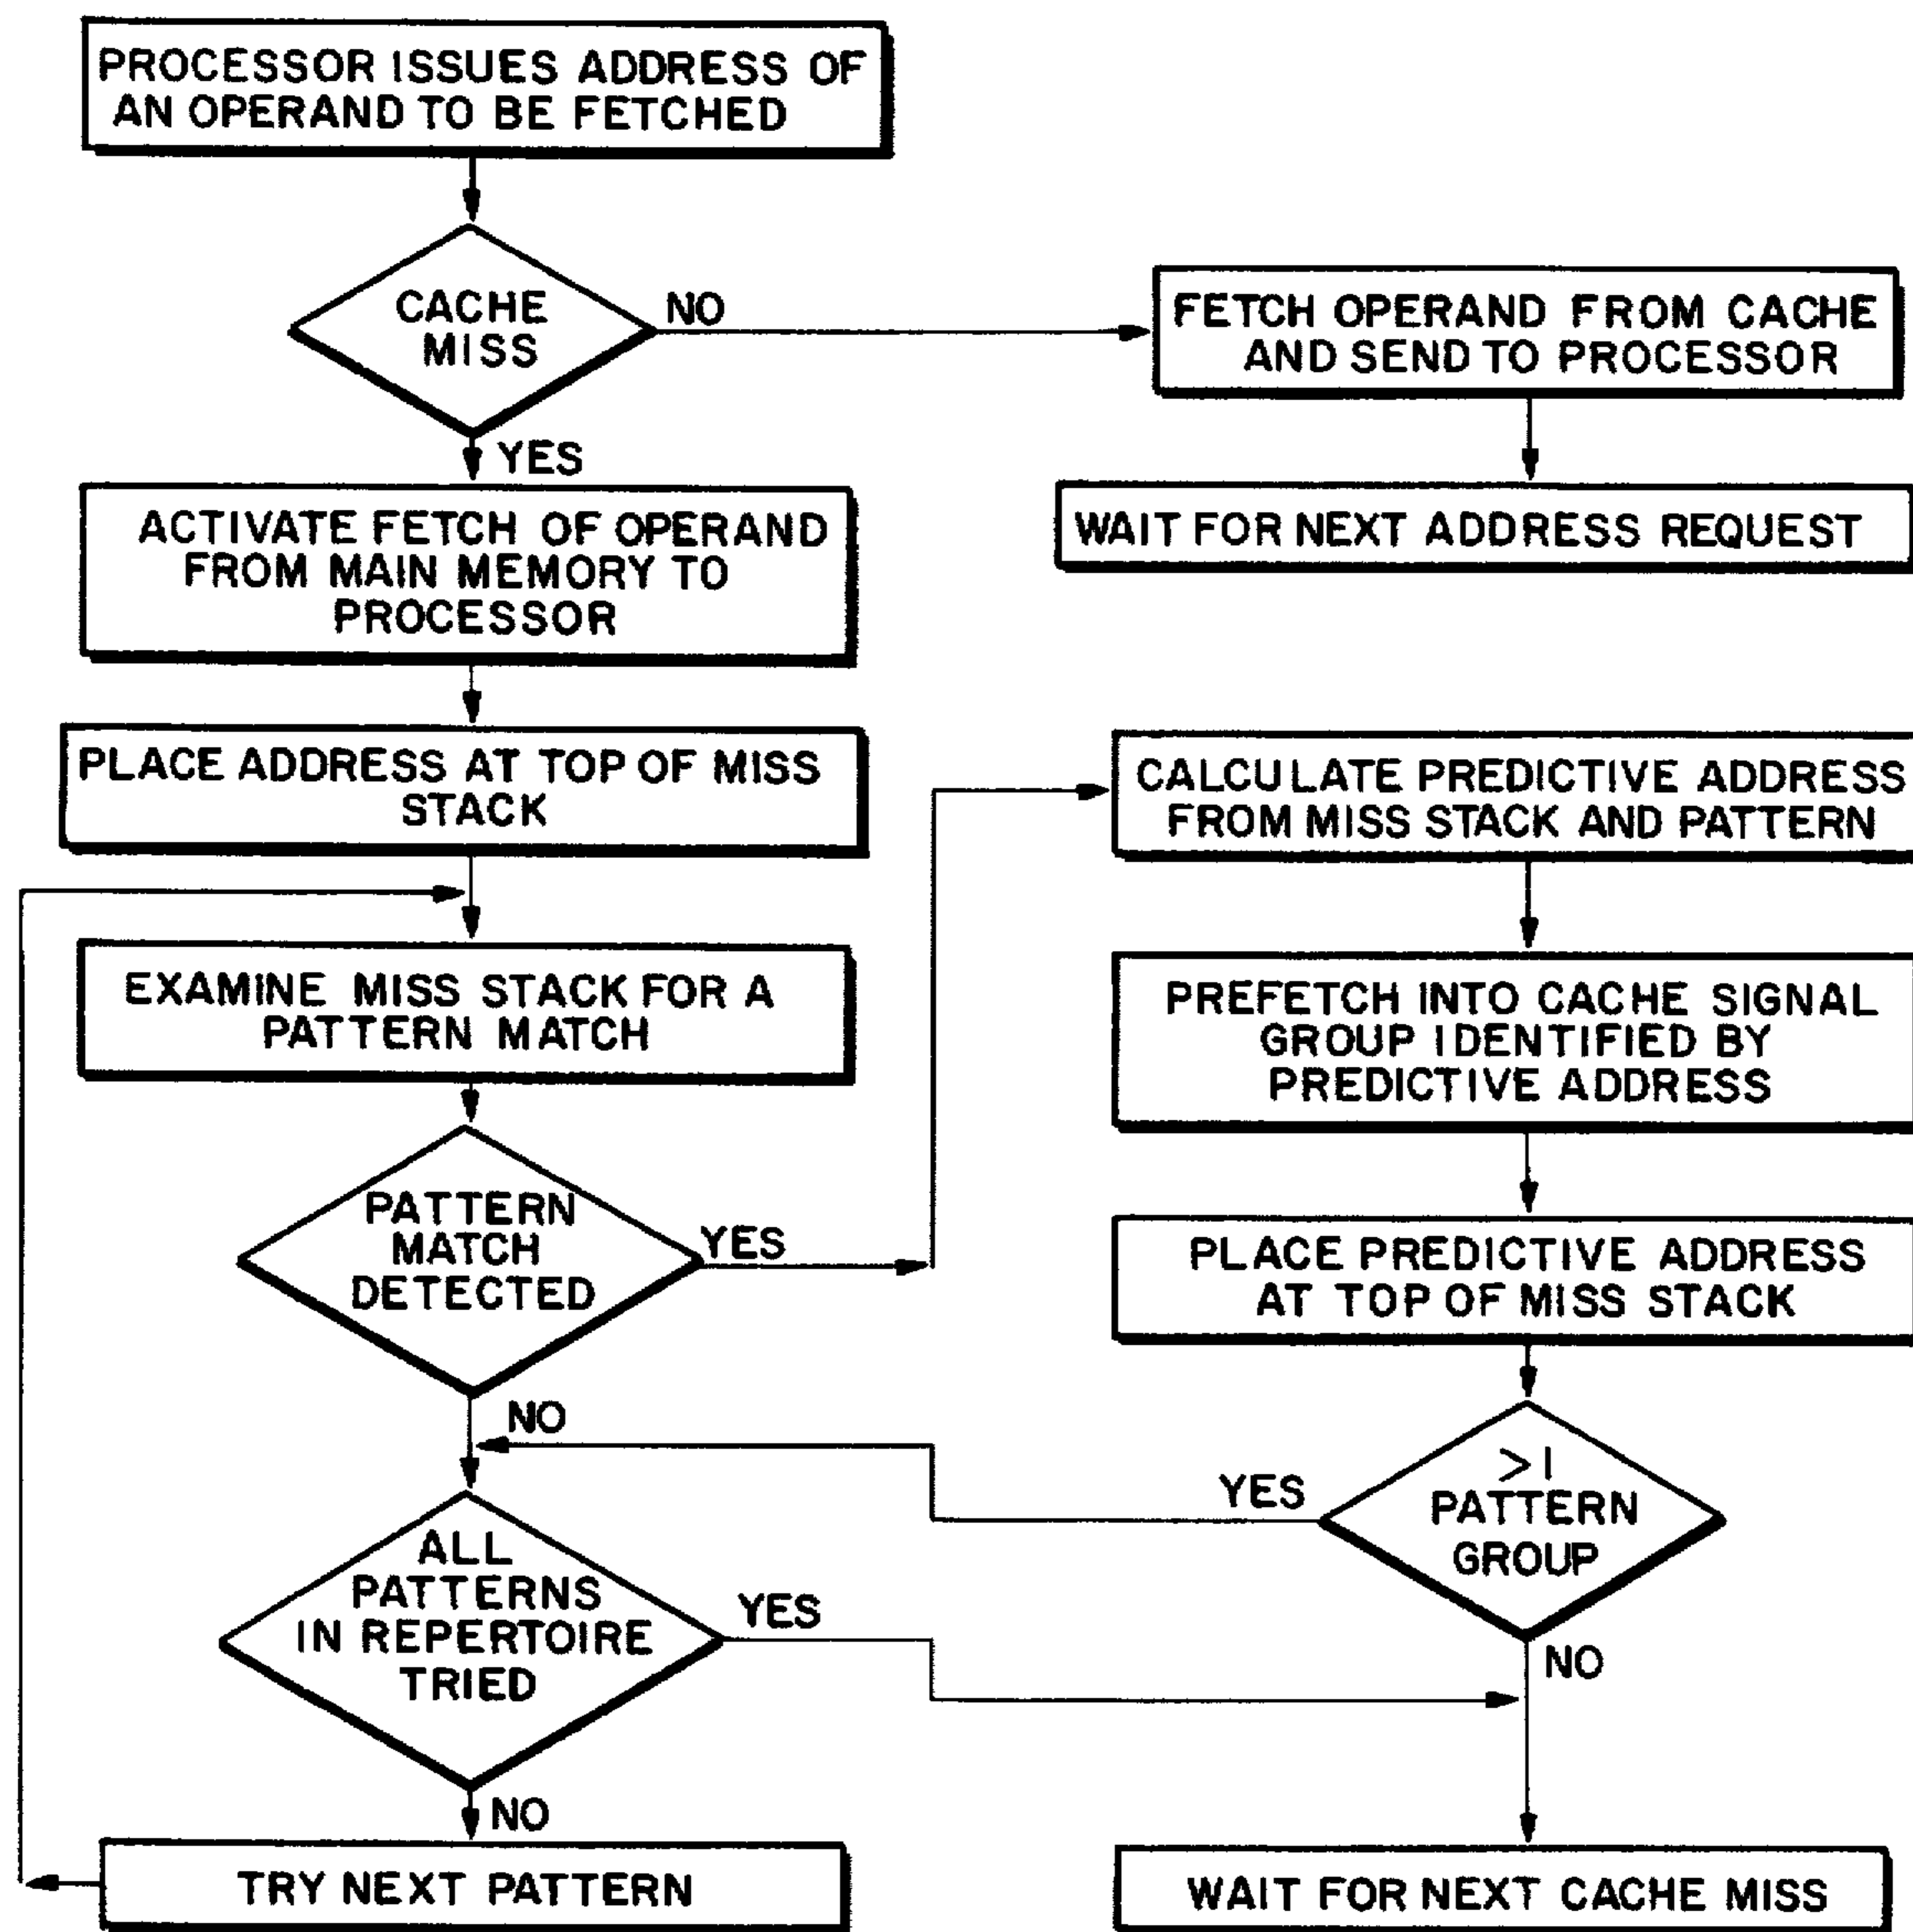 PROCESSOR ISSUES ADDRESS OF
AN OPERAND TO BE FETCHED
CACHE
MISS
NO
FETCH OPERAND FROM CACHE
AND SEND TO PROCESSOR
YES
WAIT FOR NEXT ADDRESS REQUEST
ACTIVATE FETCH OF OPERAND
FROM MAIN MEMORY TO
PROCESSOR
PLACE ADDRESS AT TOP OF MISS
STACK
EXAMINE MISS STACK FOR A
PATTERN MATCH
PATTERN
MATCH
DETECTED
YES
NO
CALCULATE PREDICTIVE ADDRESS
FROM MISS STACK AND PATTERN
PREFETCH INTO CACHE SIGNAL
GROUP IDENTIFIED BY
PREDICTIVE ADDRESS
PLACE PREDICTIVE ADDRESS
AT TOP OF MISS STACK
>1
PATTERN
GROUP
YES
NO
ALL
PATTERNS
IN REPERTOIRE
TRIED
YES
NO
TRY NEXT PATTERN
WAIT FOR NEXT CACHE MISS